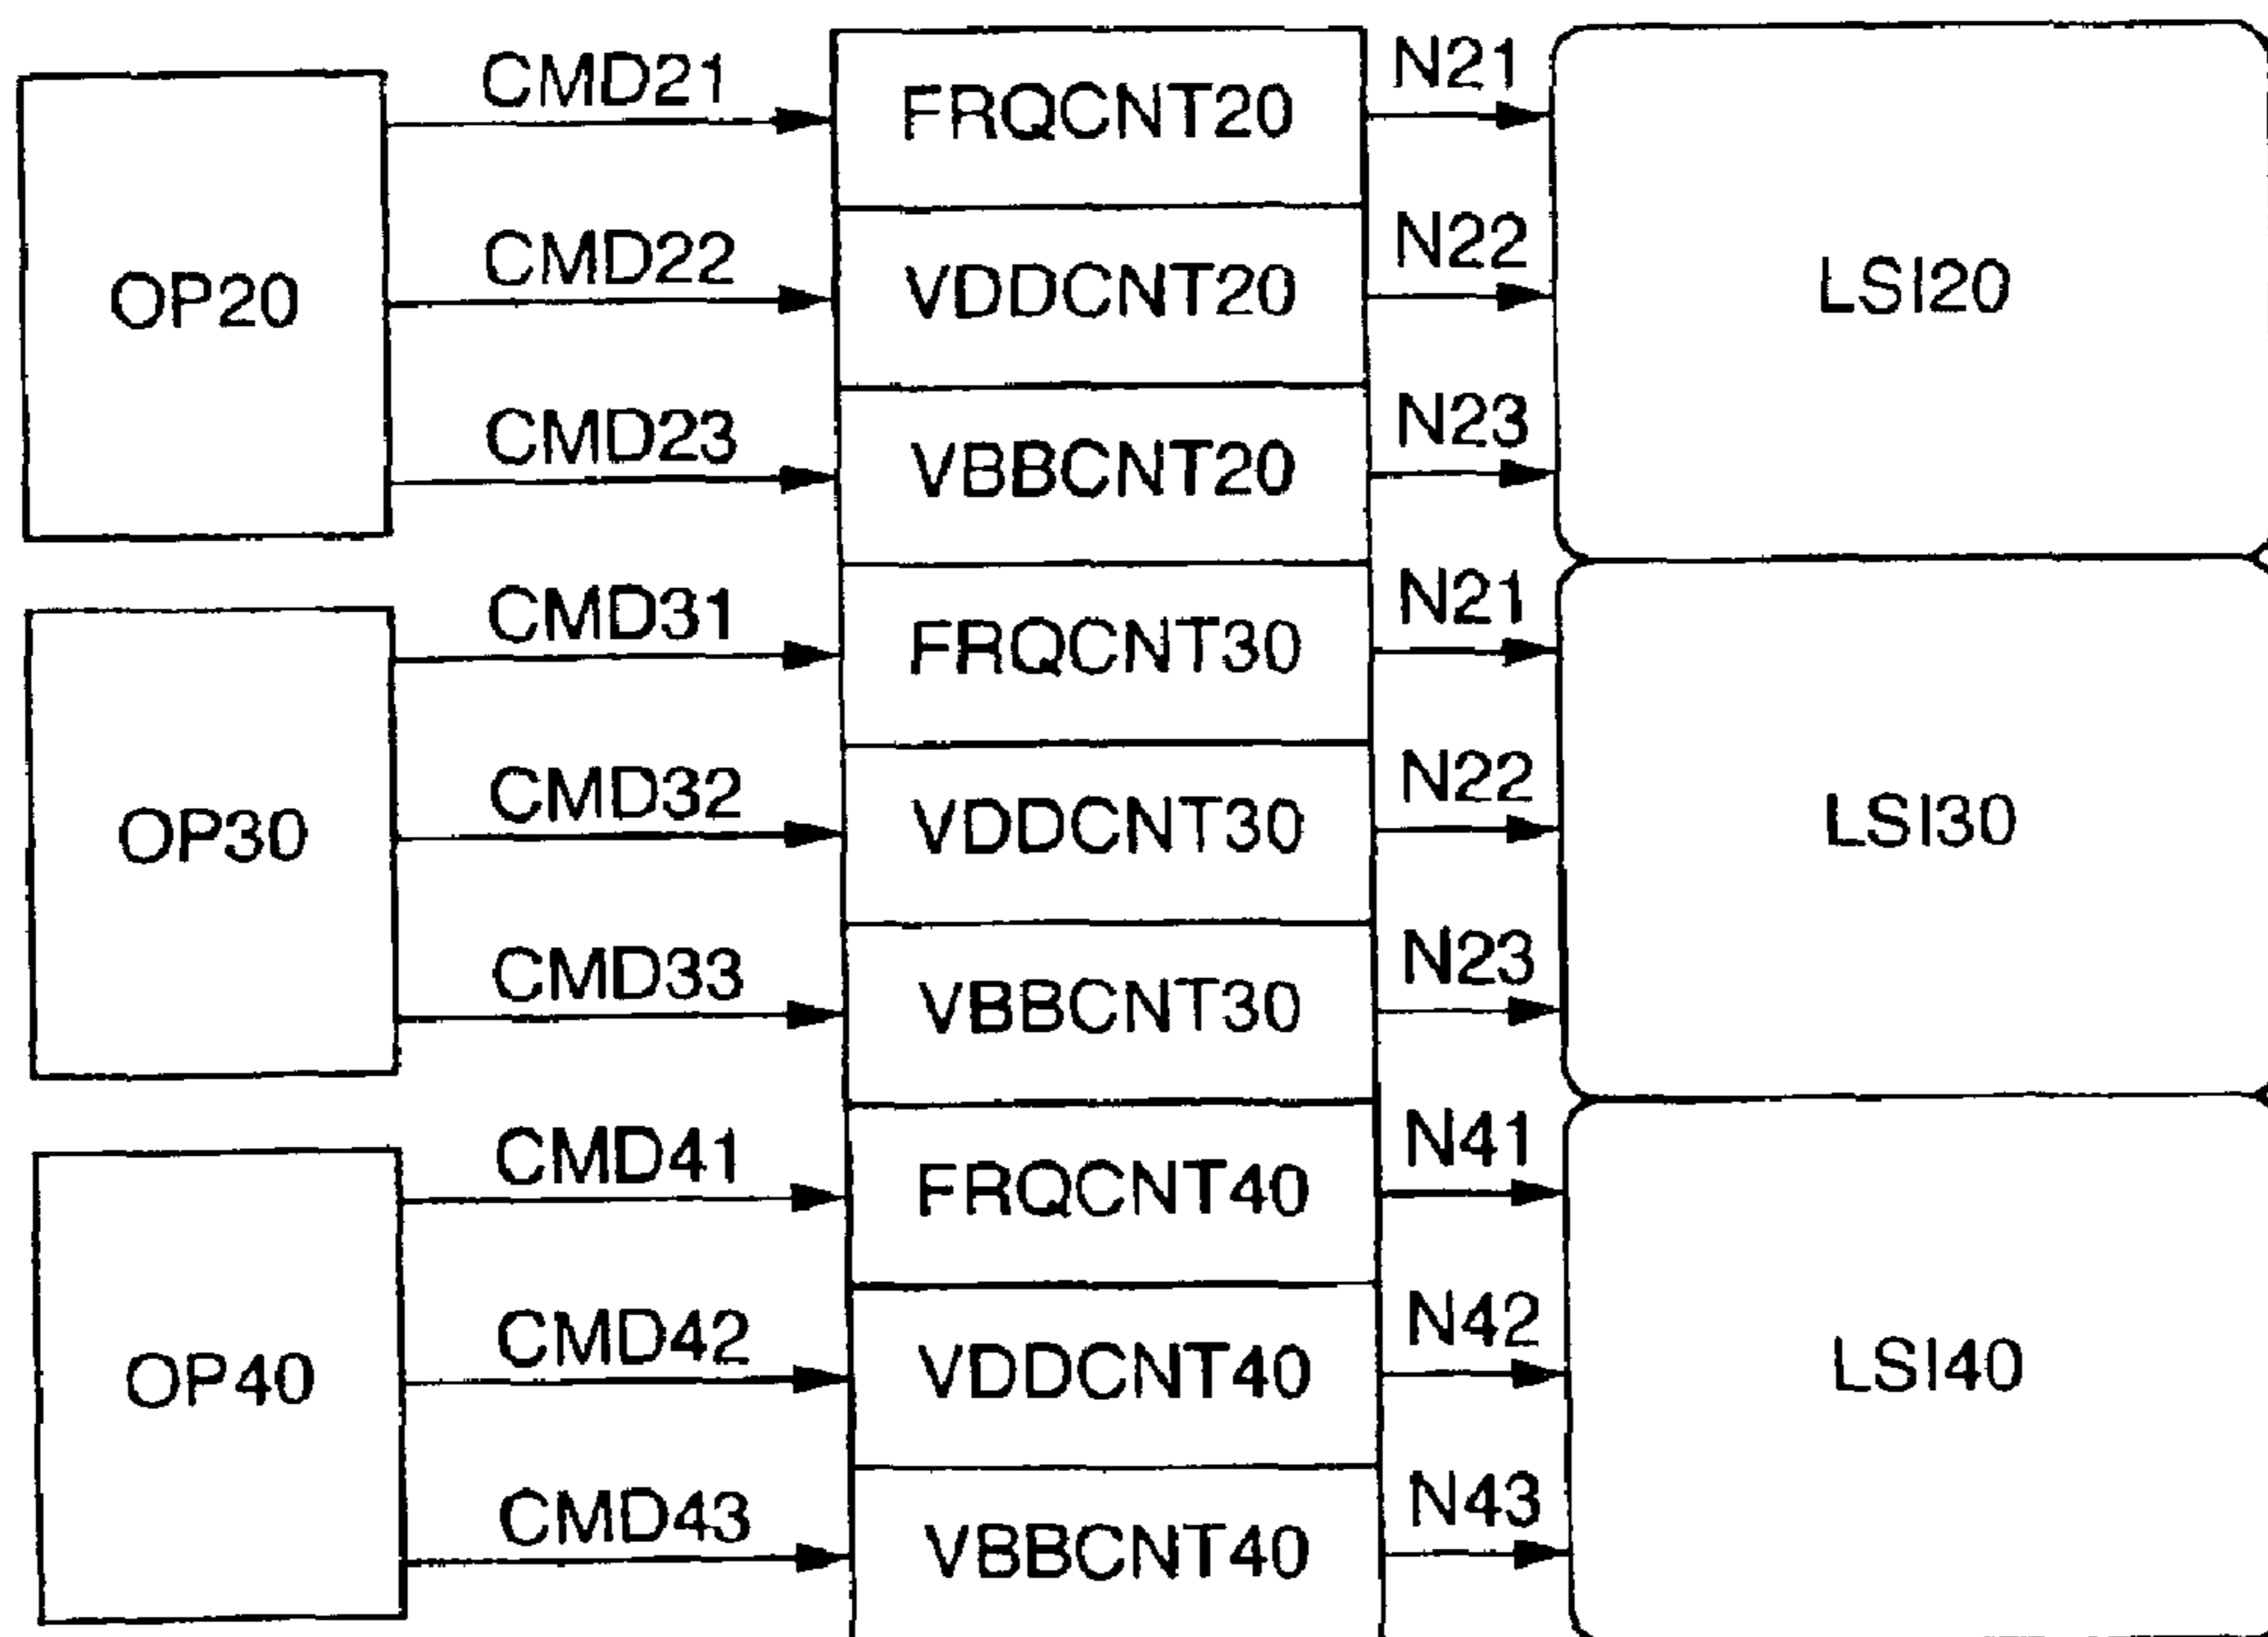 CMD21
FRQCNT20
N21
OP20
CMD22
VDDCNT20
N22
LSI20
CMD23
VBBCNT20
N23
CMD31
FRQCNT30
N21
OP30
CMD32
VDDCNT30
N22
LSI30
CMD33
VBBCNT30
N23
CMD41
FRQCNT40
N41
OP40
CMD42
VDDCNT40
N42
LSI40
CMD43
VBBCNT40
N43